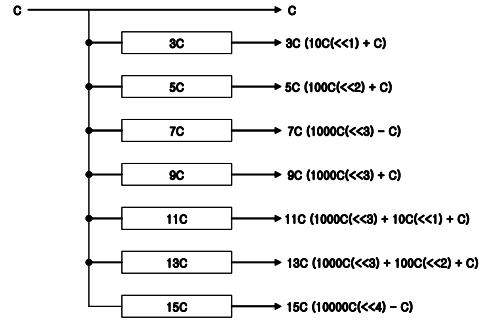 C C
3C 3C (10C(<<1) + C)
5C 5C (100C(<<2) + C)
7C 7C (1000C(<<3) - C)
9C 9C (1000C(<<3) + C)
11C 11C (1000C(<<3) + 10C(<<1) + C)
13C 13C (1000C(<<3) + 100C(<<2) + C)
15C 15C (10000C(<<4) - C)